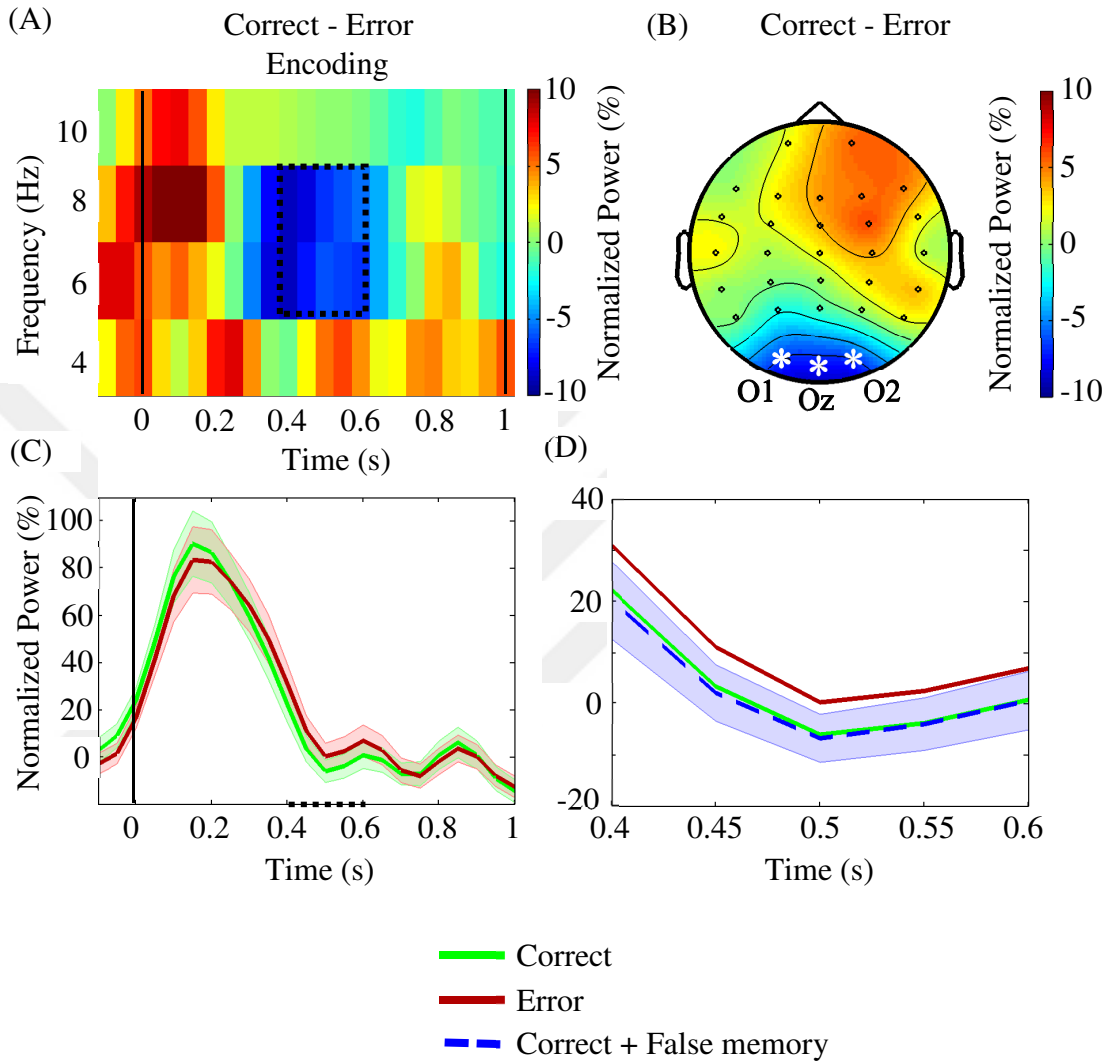 (A)
Correct - Error
Encoding
10
8
6
4
Frequency (Hz)
0
0.2
0.4
0.6
0.8
1
Time (s)
10
5
0
-5
-10
Normalized Power (%)
(B)
Correct - Error
O1
Oz
O2
Normalized Power (%)
10
5
0
-5
-10
(C)
100
80
60
40
20
0
Normalized Power (%)
0
0.2
0.4
0.6
0.8
1
Time (s)
(D)
40
20
0
-20
0.4
0.45
0.5
0.55
0.6
Time (s)
Correct
Error
Correct + False memory